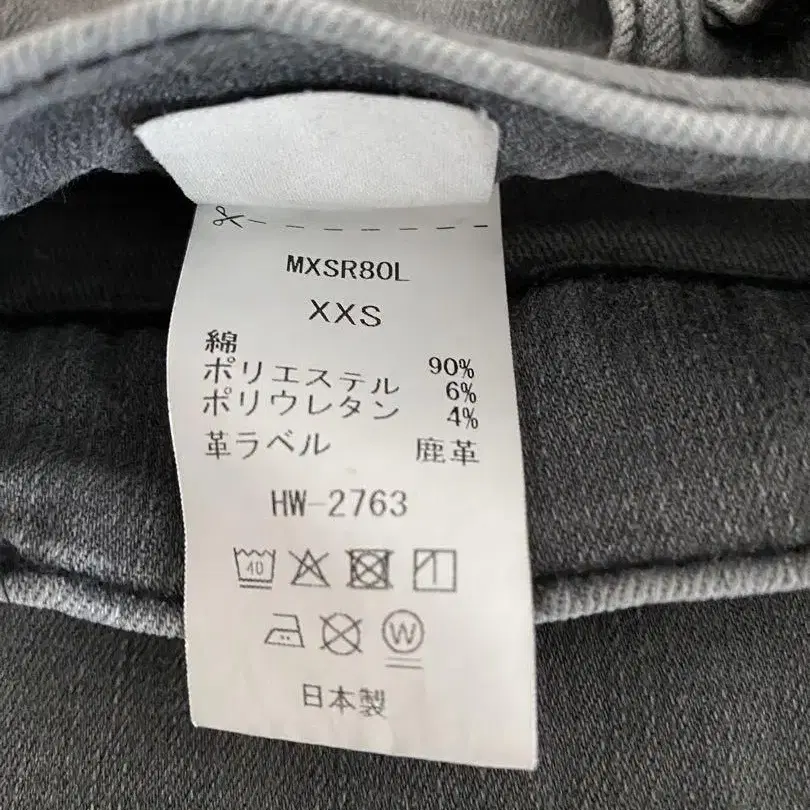 MXSR80L
XXS
綿 90%
ポリエステル 6%
ポリウレタン 4%
革ラベル 鹿革
HW-2763
40
W
日本製